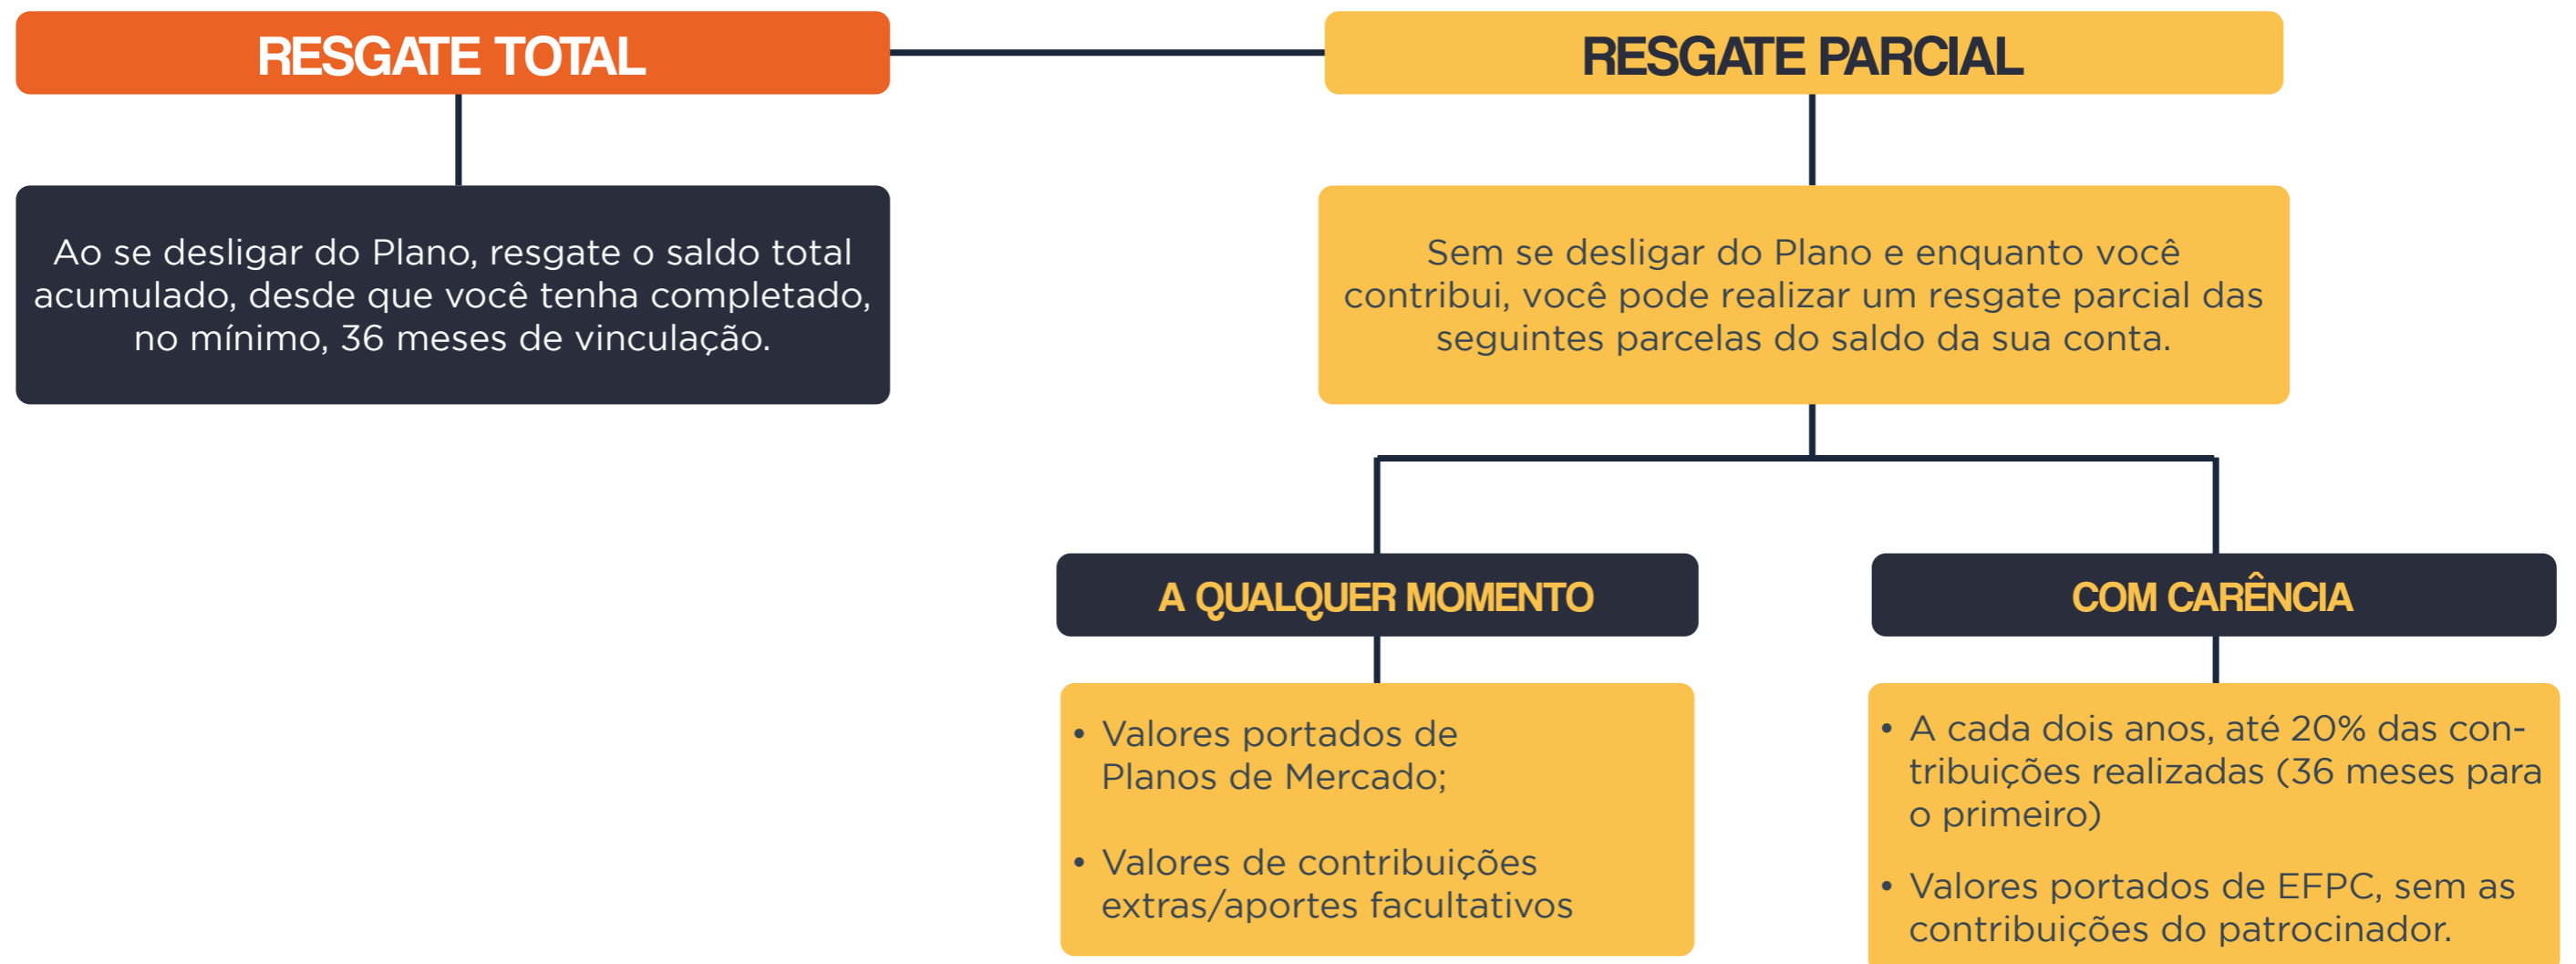 RESGATE TOTAL
Ao se desligar do Plano, resgate o saldo total
acumulado, desde que você tenha completado,
no mínimo, 36 meses de vinculação.
RESGATE PARCIAL
Sem se desligar do Plano e enquanto você
contribui, você pode realizar um resgate parcial das
seguintes parcelas do saldo da sua conta.
A QUALQUER MOMENTO
• Valores portados de
Planos de Mercado;
• Valores de contribuições
extras/aportes facultativos
COM CARÊNCIA
• A cada dois anos, até 20% das con-
tribuições realizadas (36 meses para
o primeiro)
• Valores portados de EFPC, sem as
contribuições do patrocinador.